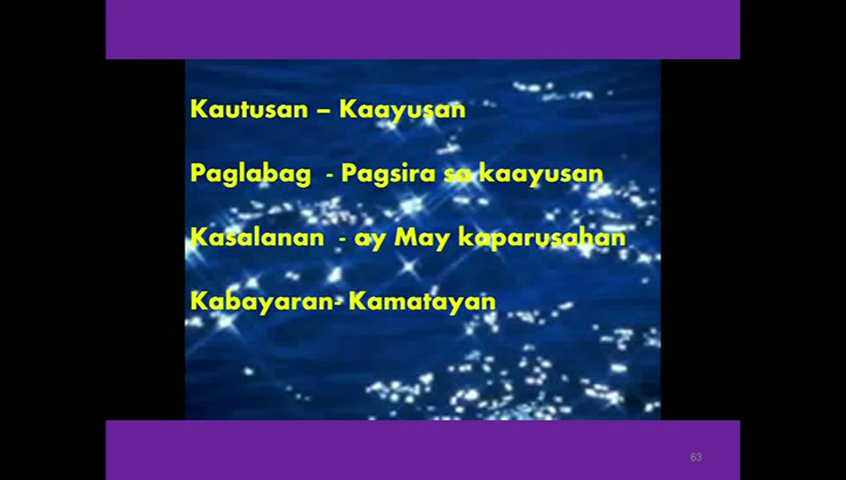 Kautusan – Kaayusan
Paglabag - Pagsira sa kaayusan
Kasalanan - ay May kaparusahan
Kabayaran- Kamatayan
63